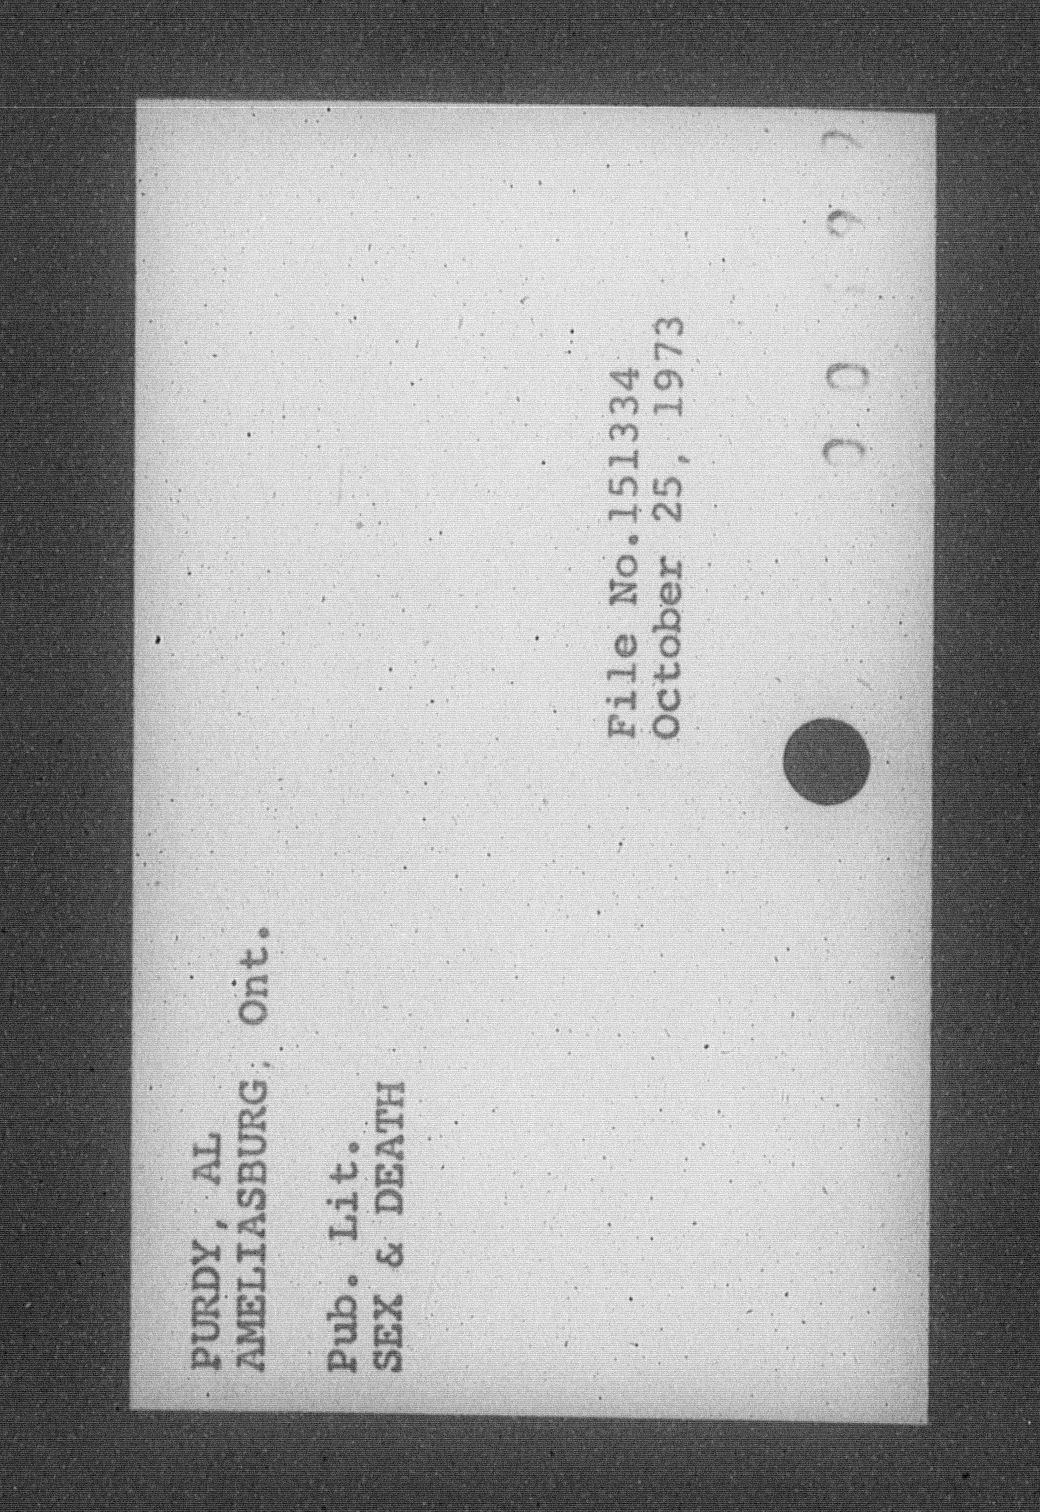 PURDY, AL
AMELIASBURG, Ont.
Pub. Lit.
SEX & DEATH
File No.151334
October 25, 1973